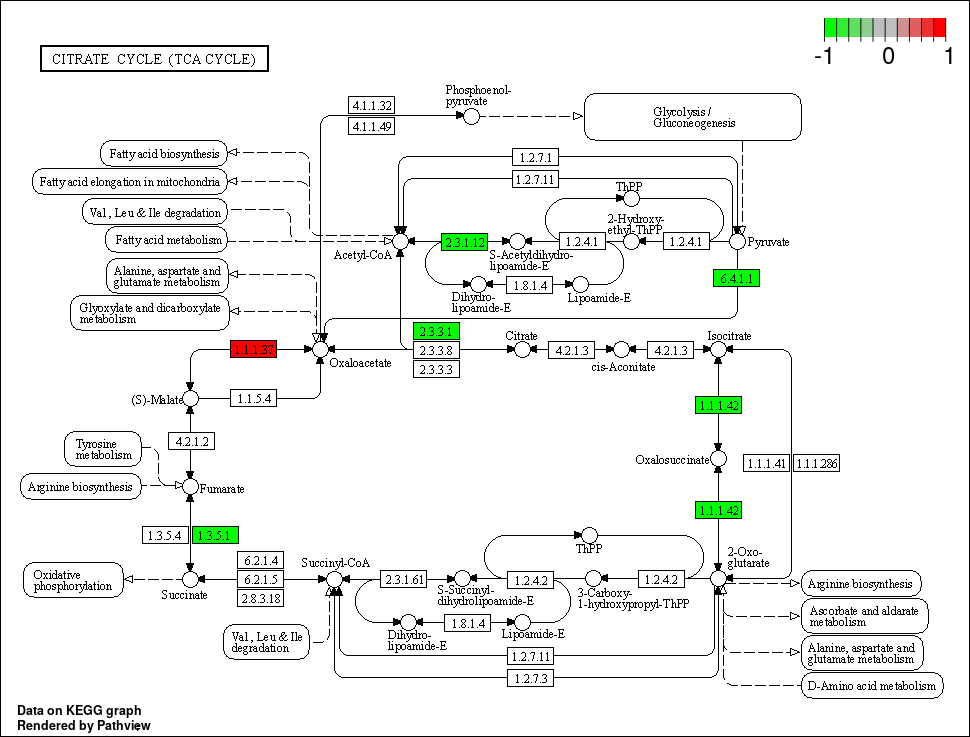 CITRATE CYCLE (TCA CYCLE)
-1 0 1
Phosphoenol-
pyruvate
4.1.1.32
4.1.1.49
Glycolysis /
Gluconeogenesis
Fatty acid biosynthesis
Fatty acid elongation in mitochondria
Val, Leu & Ile degradation
Fatty acid metabolism
Alanine, aspartate and
glutamate metabolism
Glyoxylate and dicarboxylate
metabolism
1.2.7.1
1.2.7.11
ThPP
2-Hydroxy-
ethyl-ThPP
Acetyl-CoA
2.3.1.12
S-Acetyldihydro-
lipoamide-E
1.2.4.1
1.2.4.1
Pyruvate
6.4.1.1
1.8.1.4
Dihydro-
lipoamide-E
Lipoamide-E
2.3.3.1
2.3.3.8
2.3.3.3
1.1.1.37
Oxaloacetate
Citrate
4.2.1.3
cis-Aconitate
4.2.1.3
Isocitrate
(S)-Malate
1.1.5.4
1.1.1.42
4.2.1.2
Tyrosine
metabolism
Arginine biosynthesis
Fumarate
Oxalosuccinate
1.1.1.41
1.1.1.286
1.1.1.42
1.3.5.4
1.3.5.1
Oxidative
phosphorylation
Succinate
6.2.1.4
6.2.1.5
2.8.3.18
Succinyl-CoA
2.3.1.61
S-Succinyl-
dihydrolipoamide-E
ThPP
1.2.4.2
3-Carboxy-
1-hydroxypropyl-ThPP
1.2.4.2
2-Oxo-
glutarate
Val, Leu & Ile
degradation
Dihydro-
lipoamide-E
1.8.1.4
Lipoamide-E
1.2.7.11
1.2.7.3
Arginine biosynthesis
Ascorbate and aldarate
metabolism
Alanine, aspartate and
glutamate metabolism
D-Amino acid metabolism
Data on KEGG graph
Rendered by Pathview